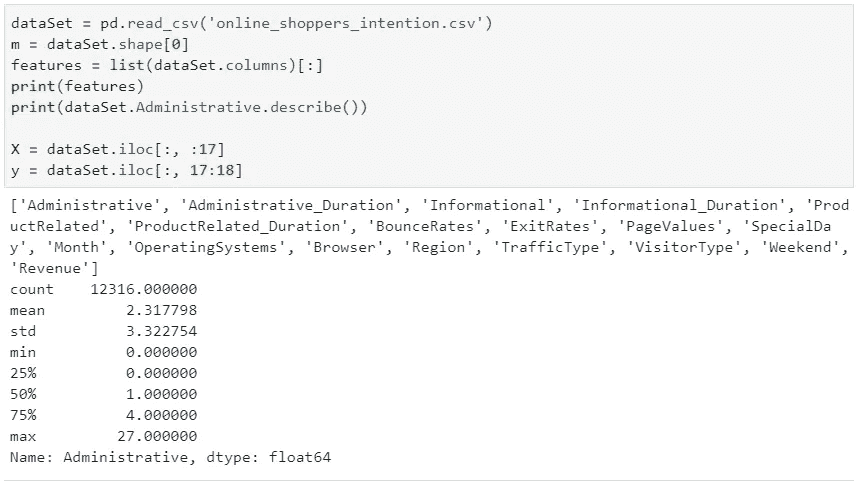 dataSet = pd.read_csv('online_shoppers_intention.csv')
m = dataSet.shape[0]
features = list(dataSet.columns)[:]
print(features)
print(dataSet.Administrative.describe())
X = dataSet.iloc[:, :17]
y = dataSet.iloc[:, 17:18]
['Administrative', 'Administrative_Duration', 'Informational', 'Informational_Duration', 'Prod
uctRelated', 'ProductRelated_Duration', 'BounceRates', 'ExitRates', 'PageValues', 'SpecialDa
y', 'Month', 'OperatingSystems', 'Browser', 'Region', 'TrafficType', 'VisitorType', 'Weekend',
'Revenue']
count    12316.000000
mean         2.317798
std          3.322754
min          0.000000
25%          0.000000
50%          1.000000
75%          4.000000
max         27.000000
Name: Administrative, dtype: float64